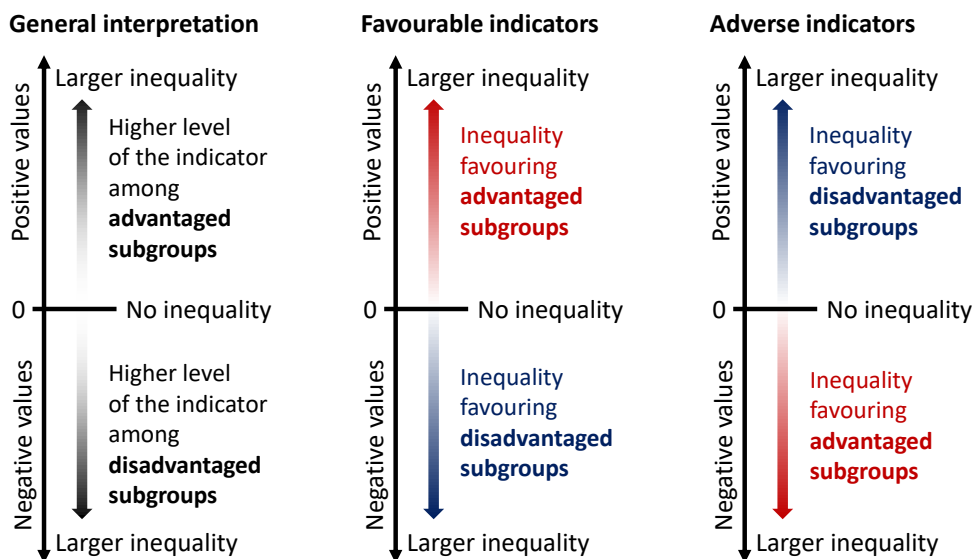 General interpretation
Positive values
Larger inequality
Higher level
of the indicator
among
advantaged
subgroups
0
No inequality
Negative values
Higher level
of the indicator
among
disadvantaged
subgroups
Larger inequality
Favourable indicators
Positive values
Larger inequality
Inequality
favouring
advantaged
subgroups
0
No inequality
Negative values
Inequality
favouring
disadvantaged
subgroups
Larger inequality
Adverse indicators
Positive values
Larger inequality
Inequality
favouring
disadvantaged
subgroups
0
No inequality
Negative values
Inequality
favouring
advantaged
subgroups
Larger inequality